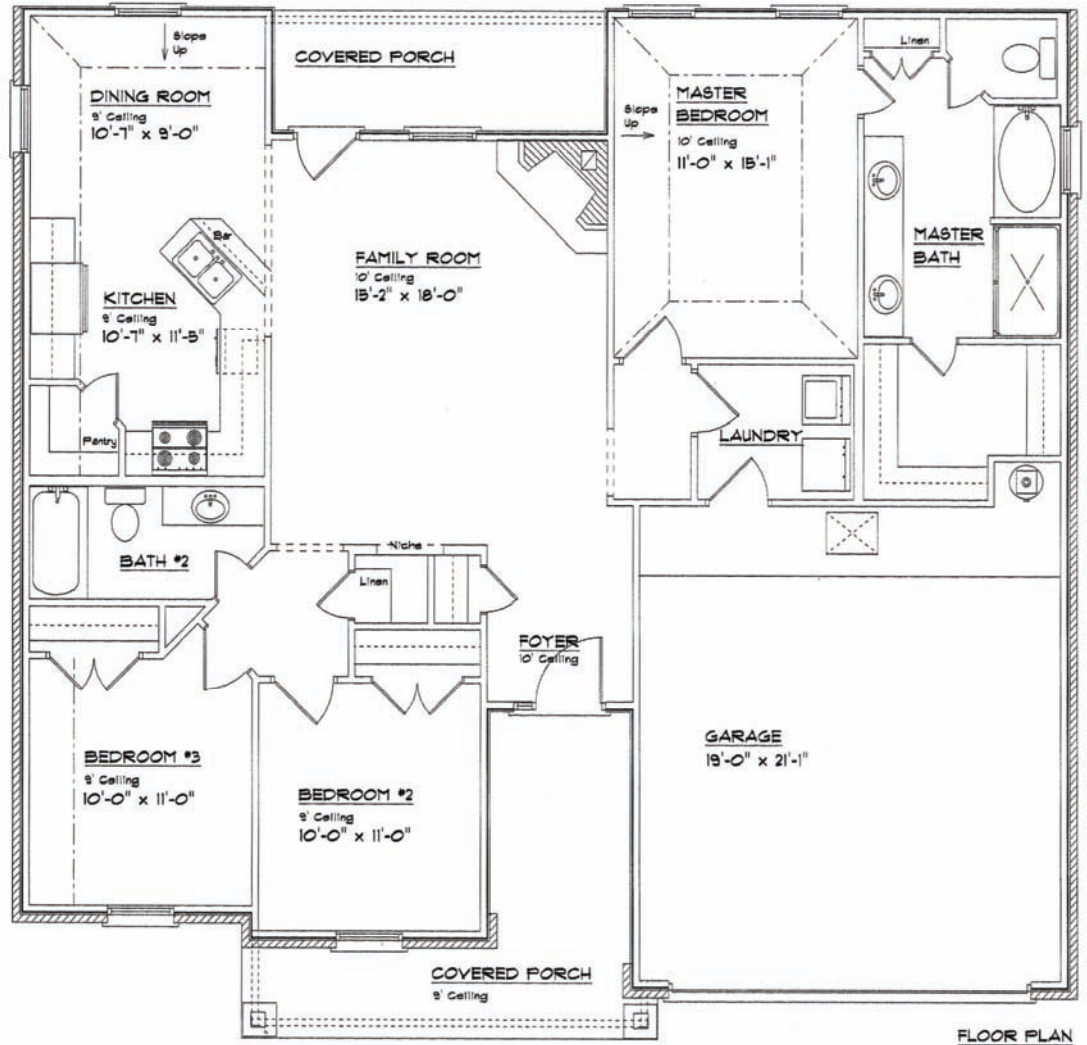 Slope
Up
COVERED PORCH
DINING ROOM
9' Ceiling
10'-7" x 9'-0"
Slope
Up
MASTER
BEDROOM
10' Ceiling
11'-0" x 15'-1"
Linen
Bar
FAMILY ROOM
10' Ceiling
15'-2" x 18'-0"
MASTER
BATH
KITCHEN
9' Ceiling
10'-7" x 11'-5"
Pantry
LAUNDRY
BATH #2
Niche
Linen
FOYER
10' Ceiling
GARAGE
19'-0" x 21'-1"
BEDROOM #3
9' Ceiling
10'-0" x 11'-0"
BEDROOM #2
9' Ceiling
10'-0" x 11'-0"
COVERED PORCH
9' Ceiling
FLOOR PLAN